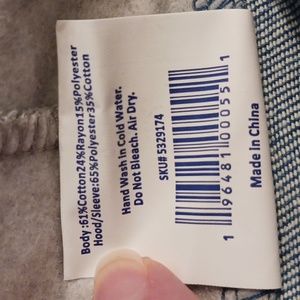 Body:61%Cotton24%Rayon15%Polyester
Hood/Sleeve:65%Polyester35%Cotton
Hand Wash In Cold Water.
Do Not Bleach. Air Dry.
SKU#5329174
1 96481 00055 1
Made in China